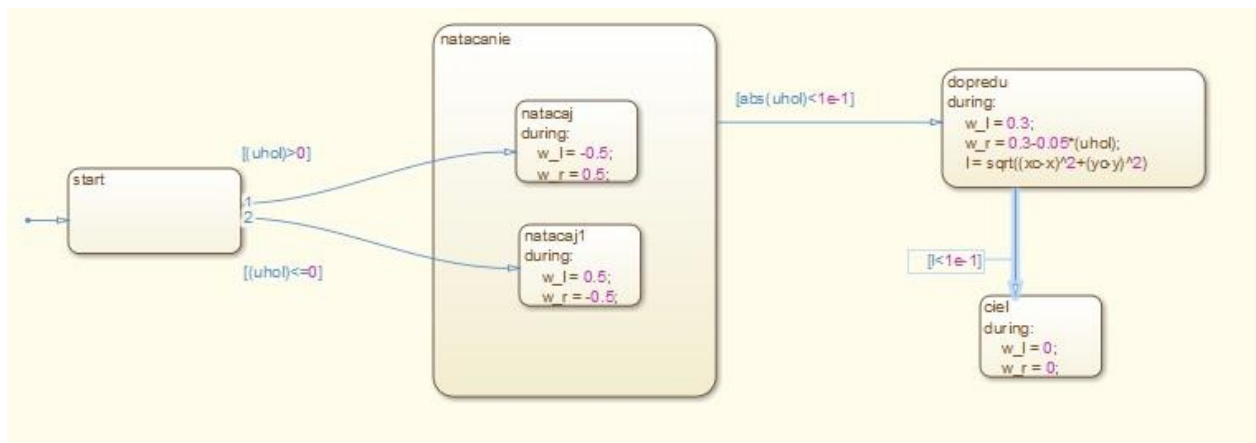 natacanie
natacaj
during:
w_l = -0.5;
w_r = 0.5;
[abs(uhol)<1e-1]
dopredu
during:
w_l = 0.3;
w_r = 0.3-0.05*(uhol);
l = sqrt((xo-x)^2+(yo-y)^2)
[(uhol)>0]
start
1
2
[(uhol)<=0]
natacaj1
during:
w_l = 0.5;
w_r = -0.5;
[l<1e-1]
ciel
during:
w_l = 0;
w_r = 0;